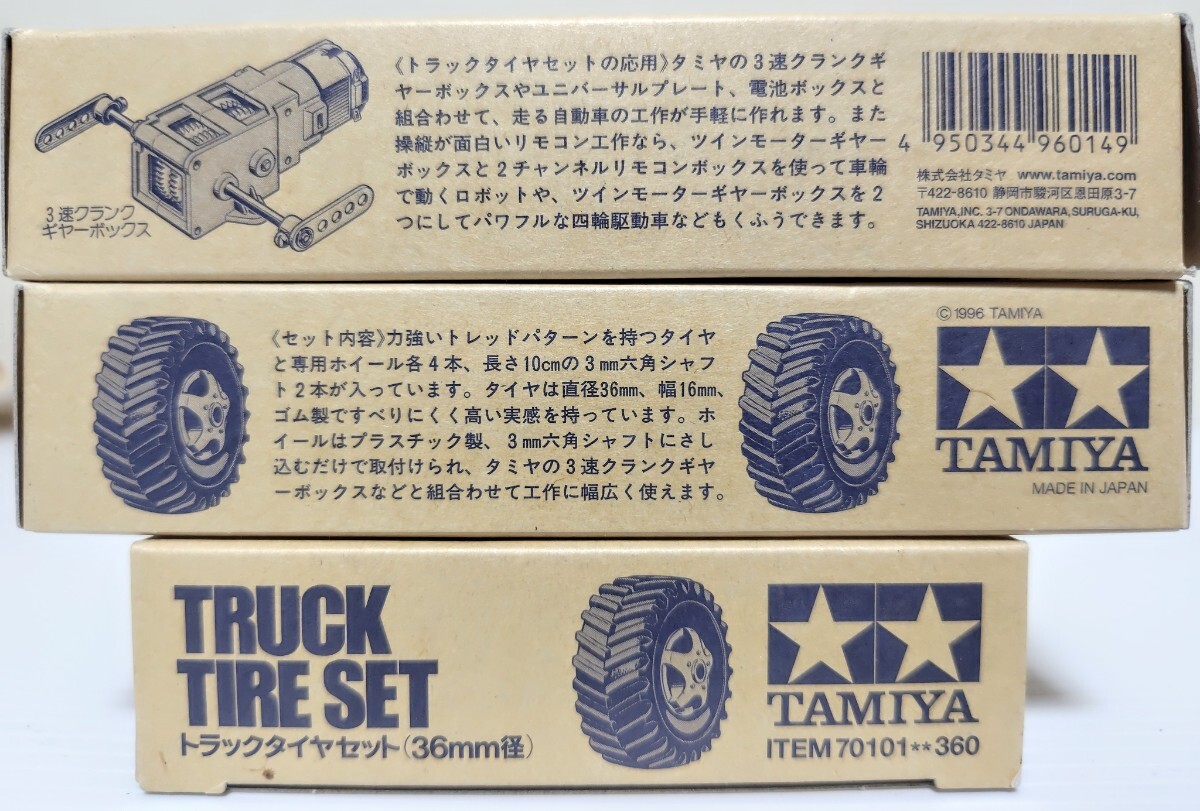 《トラックタイヤセットの応用》タミヤの3速クランクギ
ヤーボックスやユニバーサルプレート、電池ボックスと
組合わせて、走る自動車の工作が手軽に作れます。また
操縦が面白いリモコン工作なら、ツインモーターギヤー
ボックスと2チャンネルリモコンボックスを使って車輪
で動くロボットや、ツインモーターギヤーボックスを2
つにしてパワフルな四輪駆動車などもくふうできます。
3速クランク
ギヤーボックス
4 950344 960149
株式会社タミヤ www.tamiya.com
〒422-8610 静岡市駿河区恩田原3-7
TAMIYA,INC. 3-7 ONDAWARA, SURUGA-KU,
SHIZUOKA 422-8610 JAPAN
《セット内容》力強いトレッドパターンを持つタイヤ
と専用ホイール各4本、長さ10cmの3mm六角シャフ
ト2本が入っています。タイヤは直径36mm、幅16mm、
ゴム製ですべりにくく高い実感を持っています。ホ
イールはプラスチック製、3mm六角シャフトにさし
込むだけで取付けられ、タミヤの3速クランクギヤ
ーボックスなどと組合わせて工作に幅広く使えます。
©1996 TAMIYA
TAMIYA
MADE IN JAPAN
TRUCK
TIRE SET
トラックタイヤセット(36mm径)
TAMIYA
ITEM 70101**360